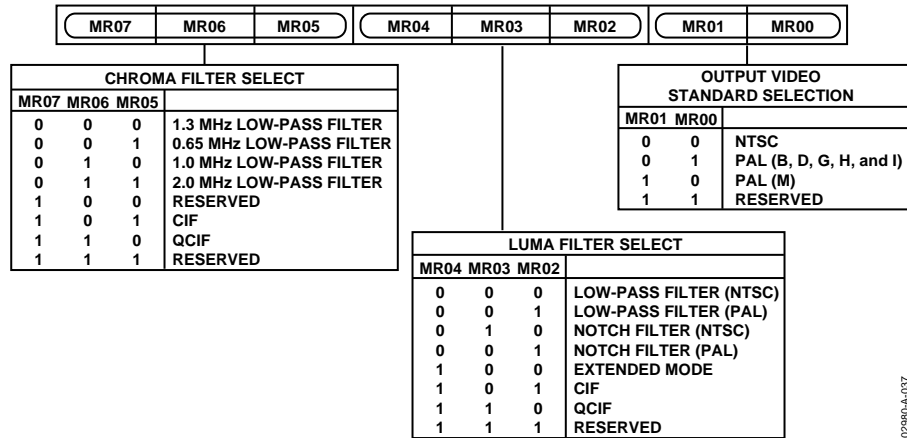 MR07 MR06 MR05 MR04 MR03 MR02 MR01 MR00
CHROMA FILTER SELECT
MR07 MR06 MR05
0 0 0 1.3 MHz LOW-PASS FILTER
0 0 1 0.65 MHz LOW-PASS FILTER
0 1 0 1.0 MHz LOW-PASS FILTER
0 1 1 2.0 MHz LOW-PASS FILTER
1 0 0 RESERVED
1 0 1 CIF
1 1 0 QCIF
1 1 1 RESERVED
OUTPUT VIDEO
STANDARD SELECTION
MR01 MR00
0 0 NTSC
0 1 PAL (B, D, G, H, and I)
1 0 PAL (M)
1 1 RESERVED
LUMA FILTER SELECT
MR04 MR03 MR02
0 0 0 LOW-PASS FILTER (NTSC)
0 0 1 LOW-PASS FILTER (PAL)
0 1 0 NOTCH FILTER (NTSC)
0 0 1 NOTCH FILTER (PAL)
1 0 0 EXTENDED MODE
1 0 1 CIF
1 1 0 QCIF
1 1 1 RESERVED
02980-A-037